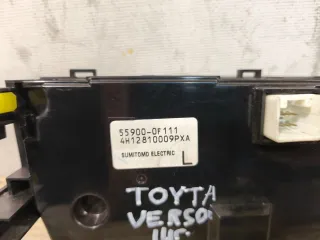 55900-0F111
4H12810009PXA
SUMITOMO ELECTRIC
L
TOYTA
VERSO